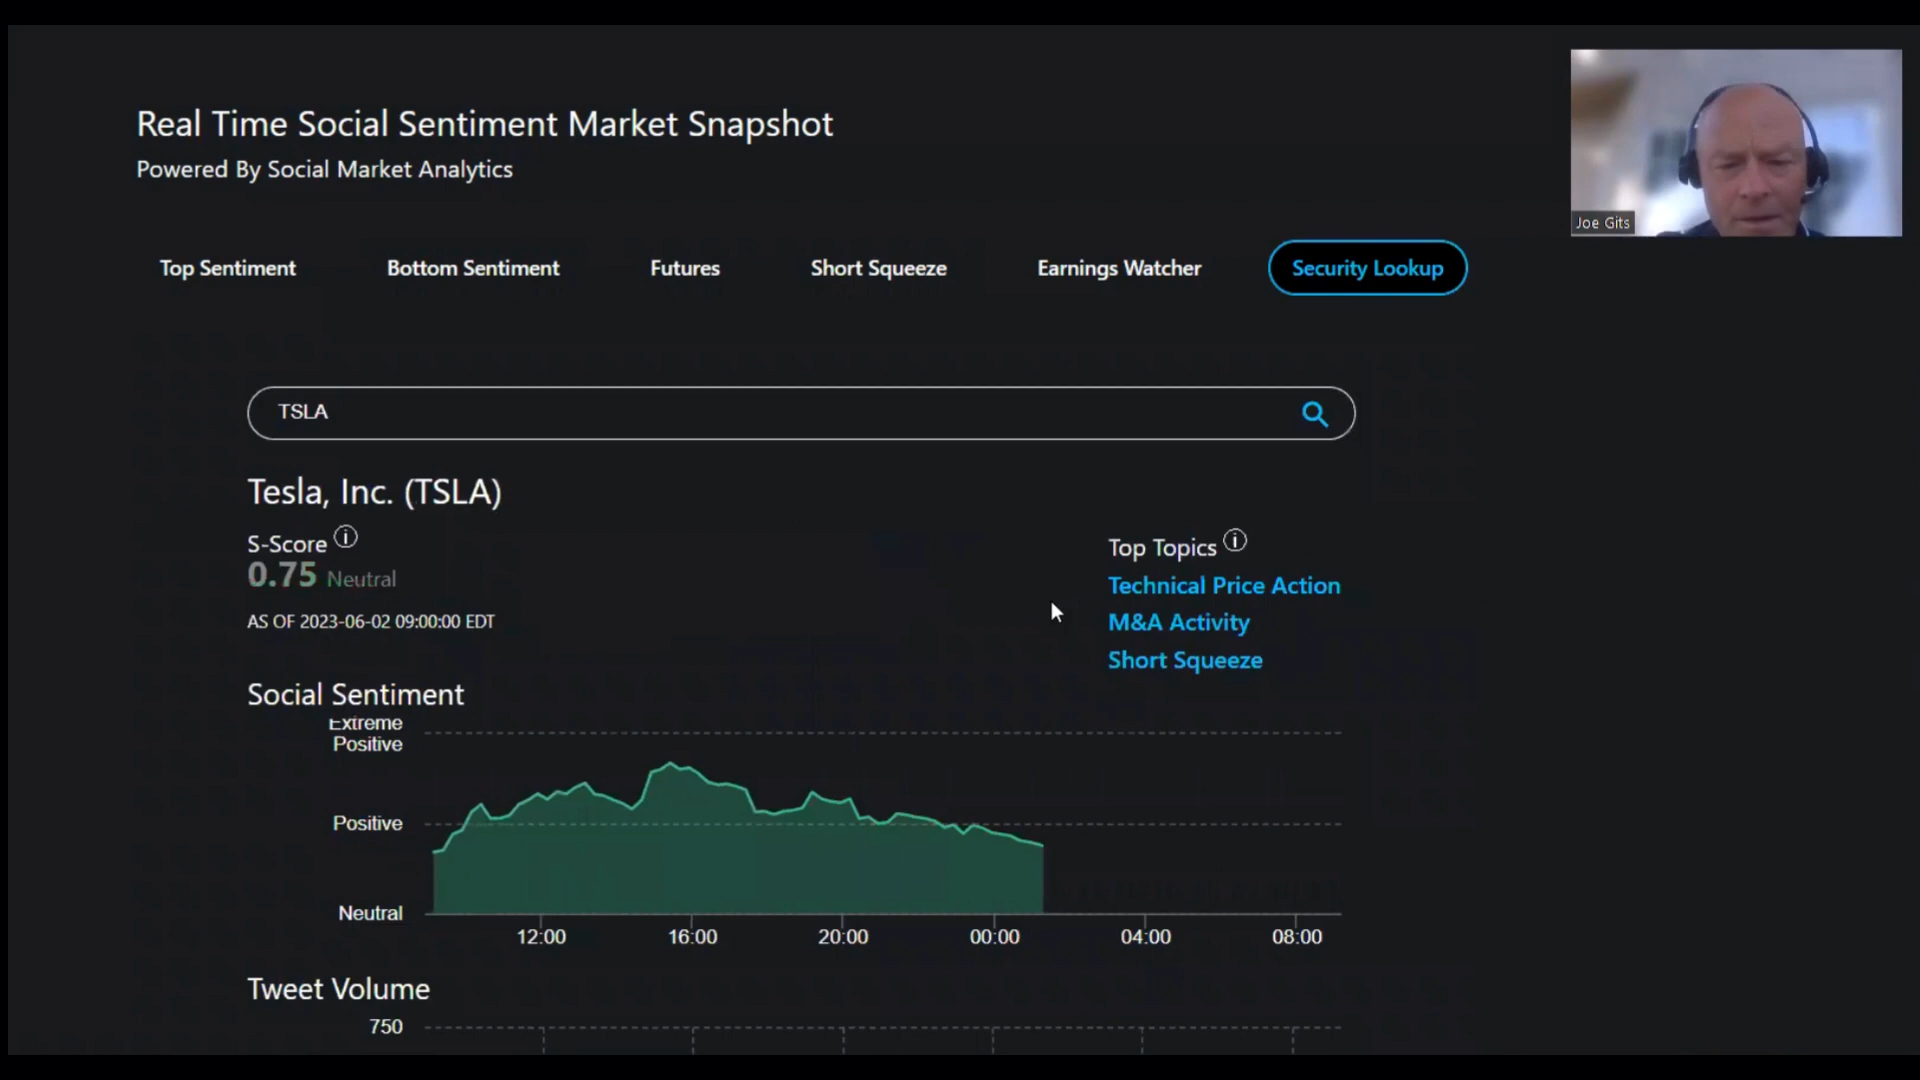 Real Time Social Sentiment Market Snapshot
Powered By Social Market Analytics
Joe Gits
Top Sentiment Bottom Sentiment Futures Short Squeeze Earnings Watcher Security Lookup
TSLA
Tesla, Inc. (TSLA)
S-Score
0.75 Neutral
AS OF 2023-06-02 09:00:00 EDT
Top Topics
Technical Price Action
M&A Activity
Short Squeeze
Social Sentiment
Extreme
Positive
Positive
Neutral
12:00 16:00 20:00 00:00 04:00 08:00
Tweet Volume
750